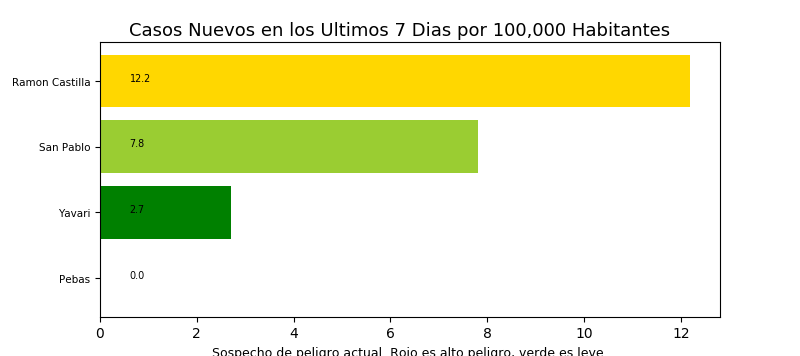 Casos Nuevos en los Ultimos 7 Dias por 100,000 Habitantes
Ramon Castilla
12.2
San Pablo
7.8
Yavari
2.7
Pebas
0.0
0 2 4 6 8 10 12
Sospecho de peligro actual. Rojo es alto peligro, verde es leve